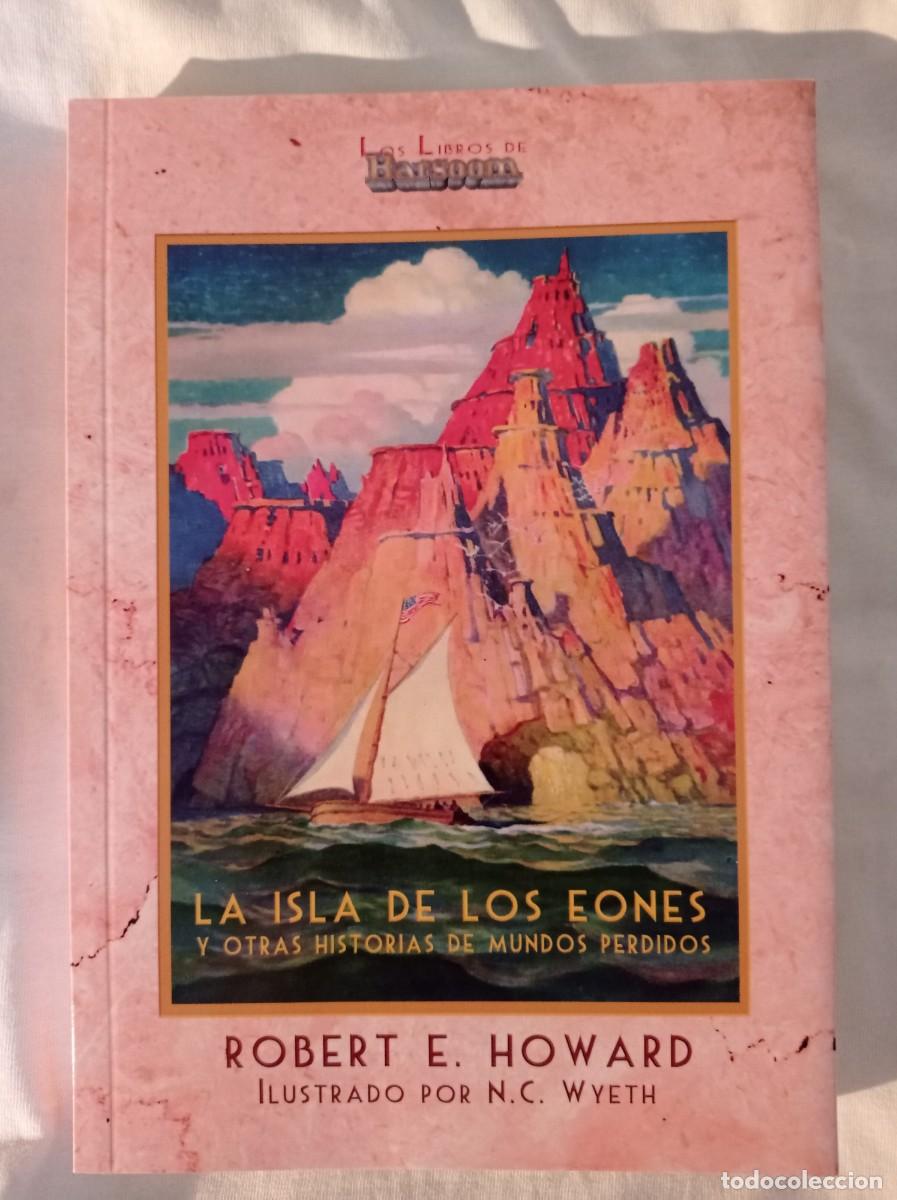 Los Libros de
Barsoom
LA ISLA DE LOS EONES
Y OTRAS HISTORIAS DE MUNDOS PERDIDOS
ROBERT E. HOWARD
ILUSTRADO POR N.C. WYETH
todocoleccion